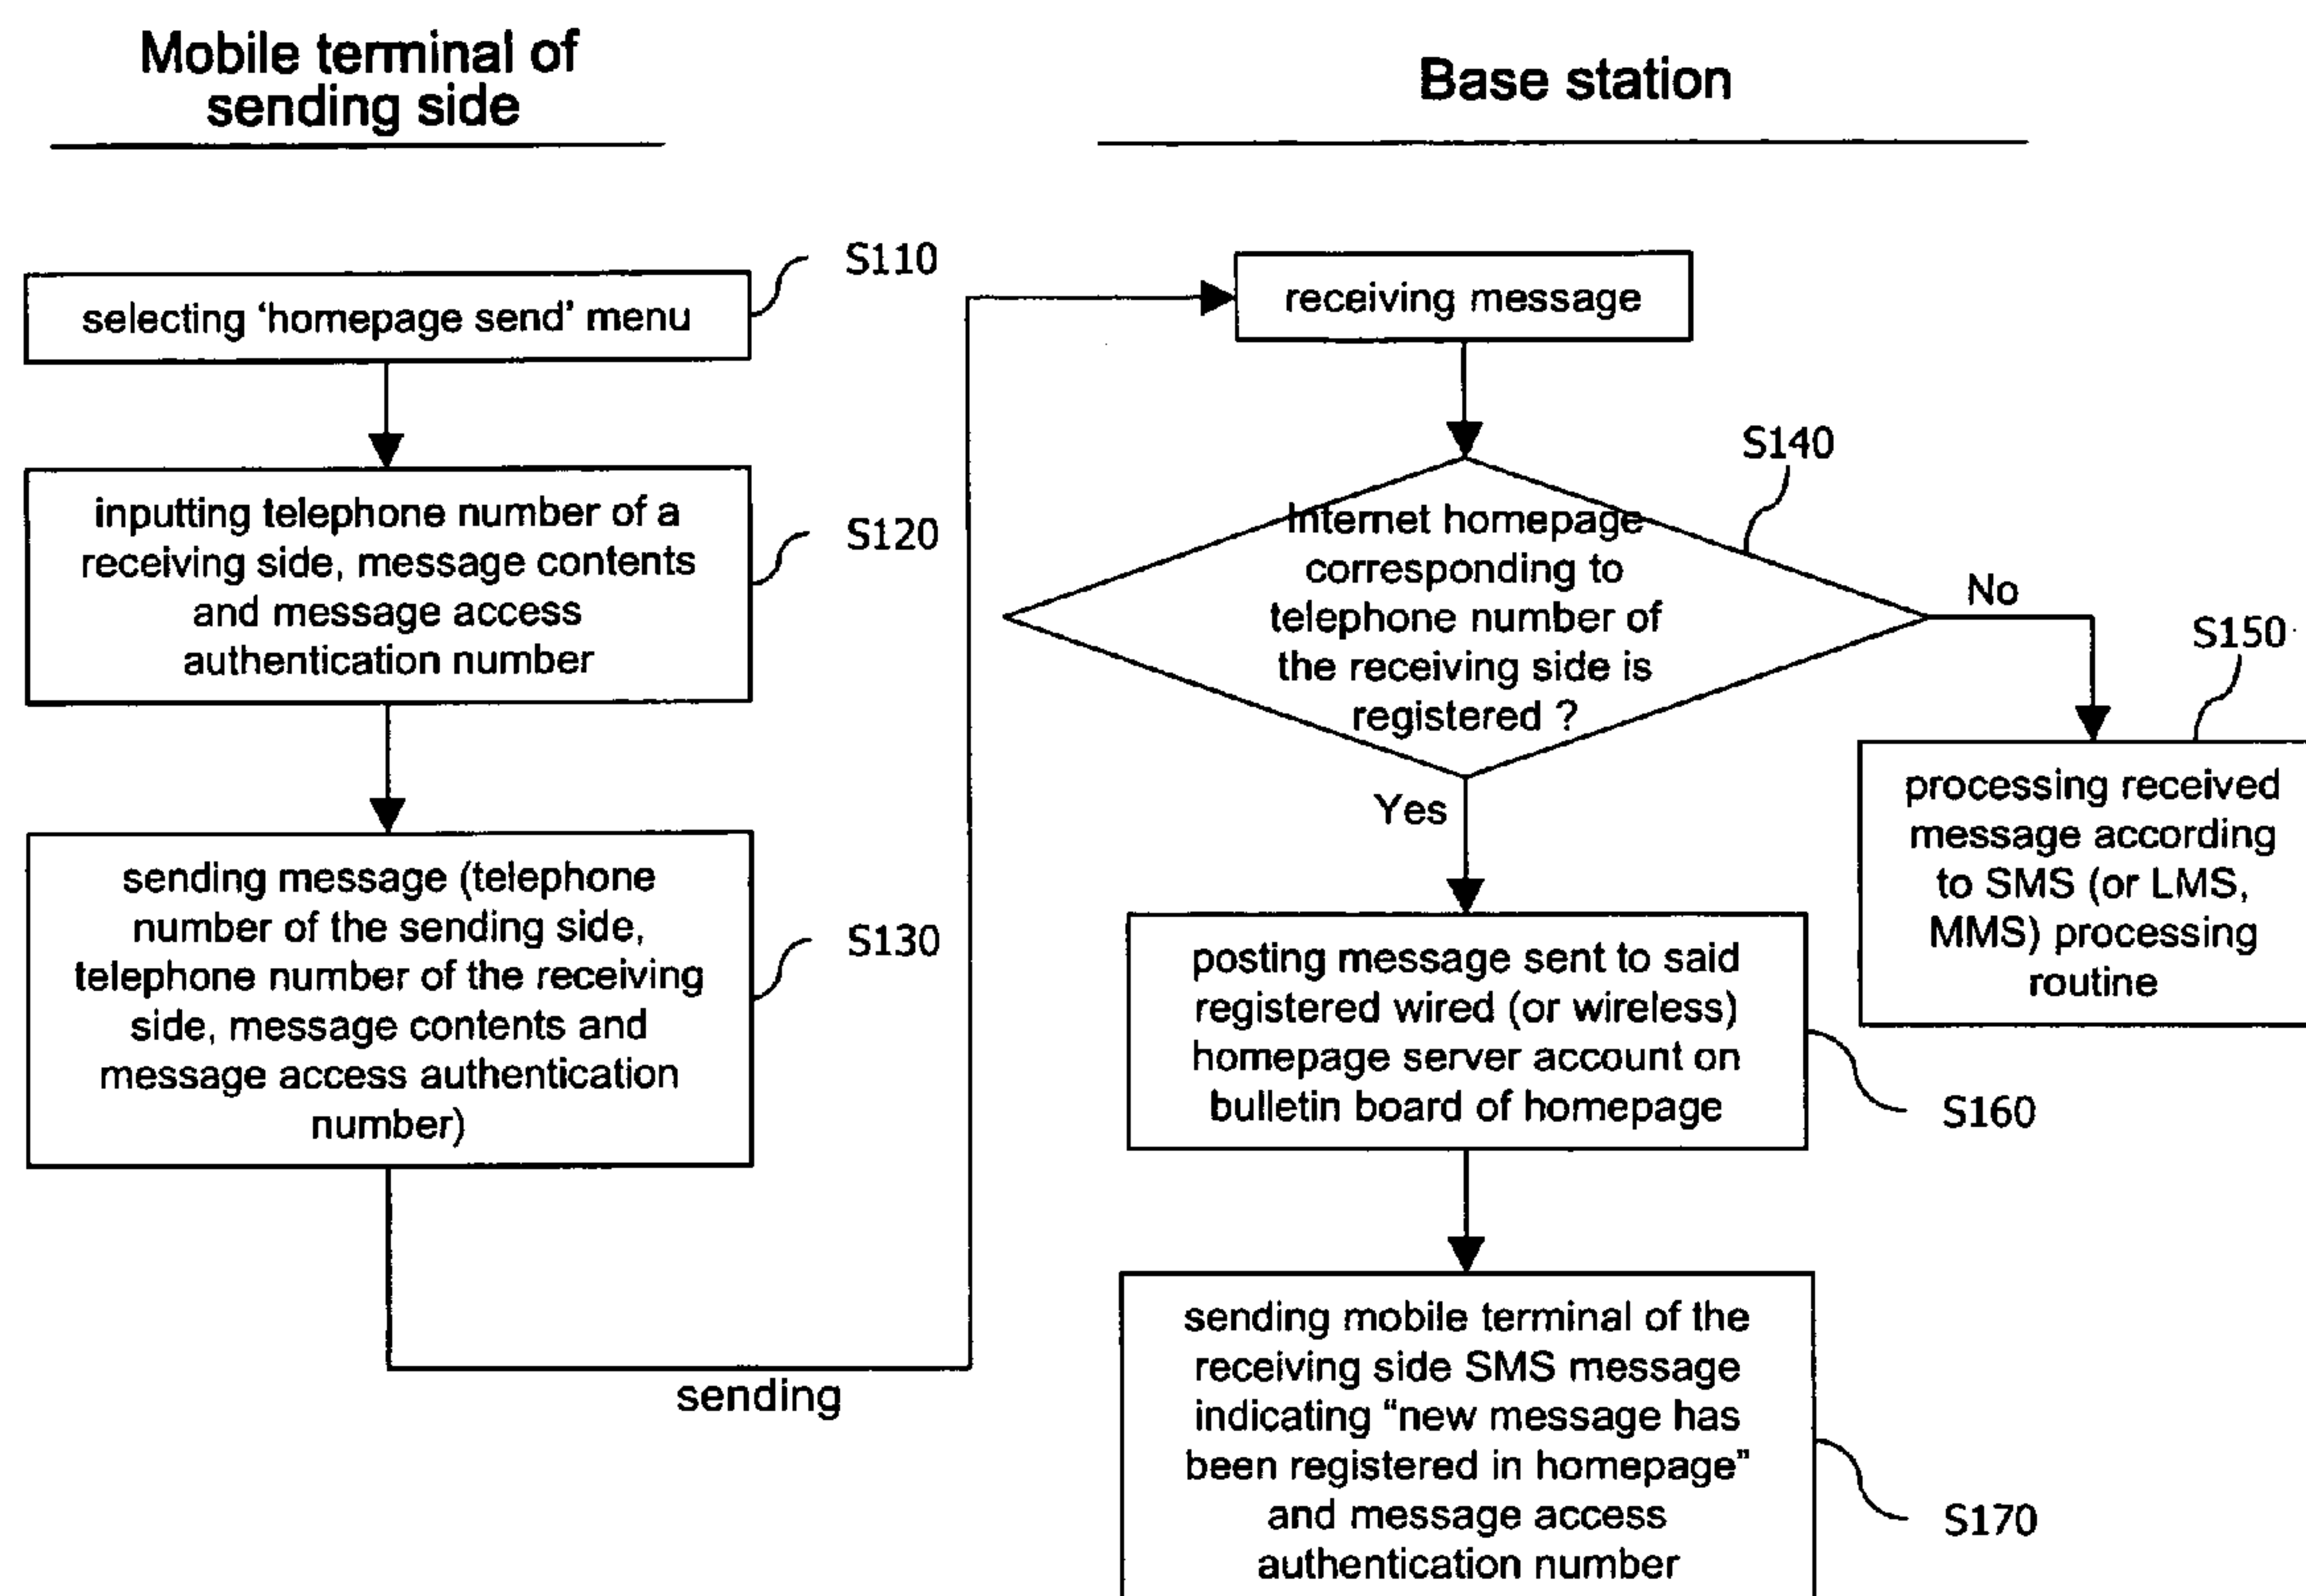 Mobile terminal of
sending side
Base station
S110
selecting ‘homepage send’ menu
S120
inputting telephone number of a
receiving side, message contents
and message access
authentication number
S130
sending message (telephone
number of the sending side,
telephone number of the receiving
side, message contents and
message access authentication
number)
sending
receiving message
S140
Internet homepage
corresponding to
telephone number of
the receiving side is
registered ?
No
Yes
S150
processing received
message according
to SMS (or LMS,
MMS) processing
routine
posting message sent to said
registered wired (or wireless)
homepage server account on
bulletin board of homepage
S160
sending mobile terminal of the
receiving side SMS message
indicating “new message has
been registered in homepage”
and message access
authentication number
S170